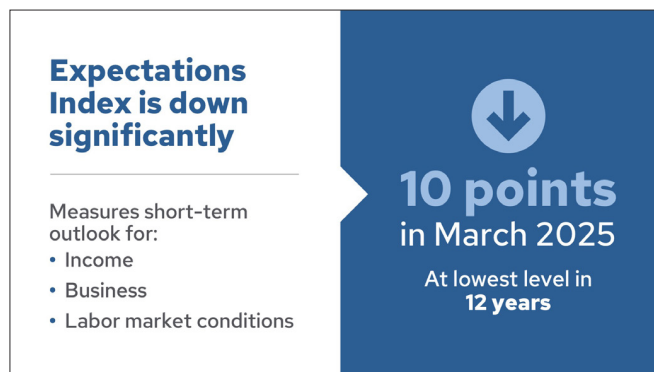 Expectations
Index is down
significantly
Measures short-term
outlook for:
• Income
• Business
• Labor market conditions
10 points
in March 2025
At lowest level in
12 years